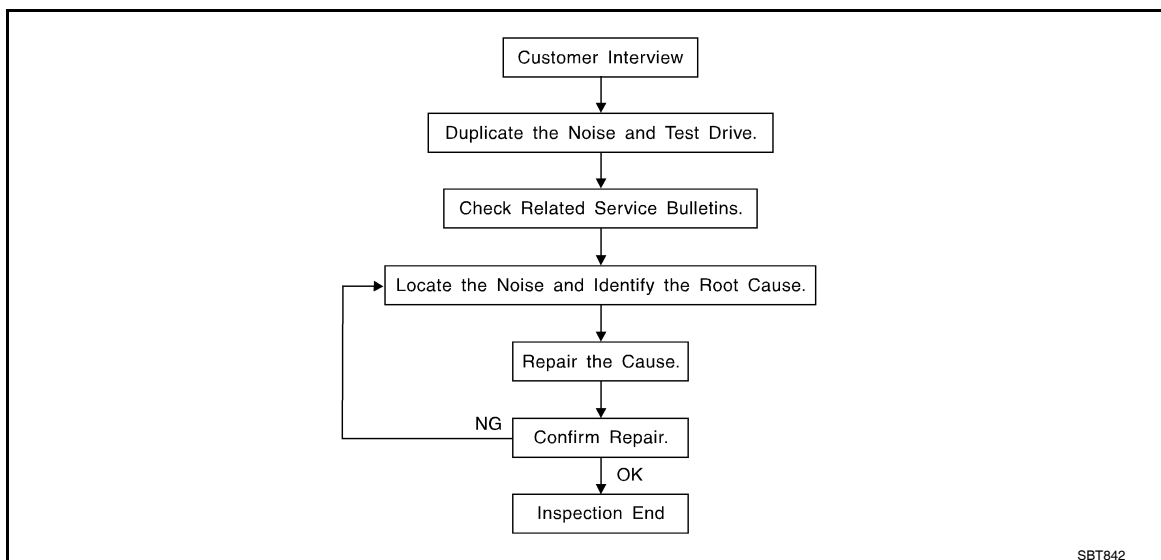 Customer Interview
Duplicate the Noise and Test Drive.
Check Related Service Bulletins.
Locate the Noise and Identify the Root Cause.
Repair the Cause.
NG
Confirm Repair.
OK
Inspection End
SBT842